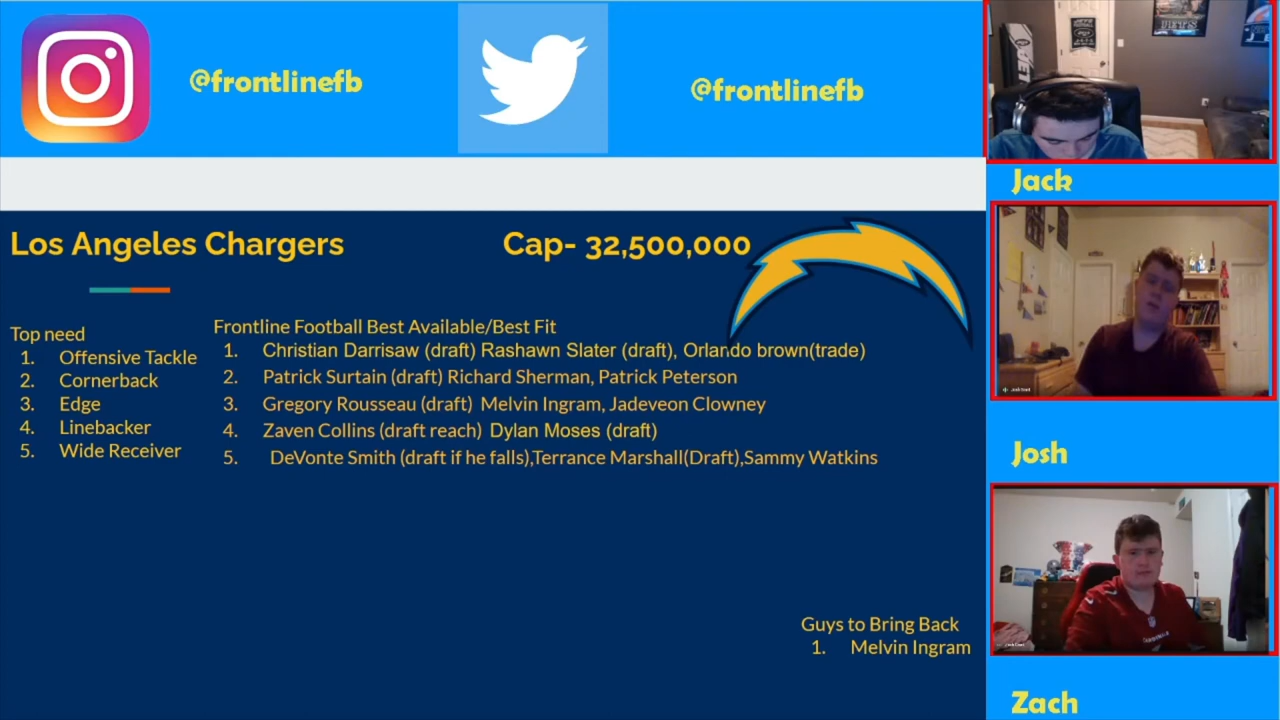 @frontlinefb
@frontlinefb
Jack
Los Angeles Chargers
Cap- 32,500,000
Top need
1. Offensive Tackle
2. Cornerback
3. Edge
4. Linebacker
5. Wide Receiver
Frontline Football Best Available/Best Fit
1. Christian Darrisaw (draft) Rashawn Slater (draft), Orlando brown(trade)
2. Patrick Surtain (draft) Richard Sherman, Patrick Peterson
3. Gregory Rousseau (draft) Melvin Ingram, Jadeveon Clowney
4. Zaven Collins (draft reach) Dylan Moses (draft)
5. DeVonte Smith (draft if he falls),Terrance Marshall(Draft),Sammy Watkins
Josh
Guys to Bring Back
1. Melvin Ingram
Zach